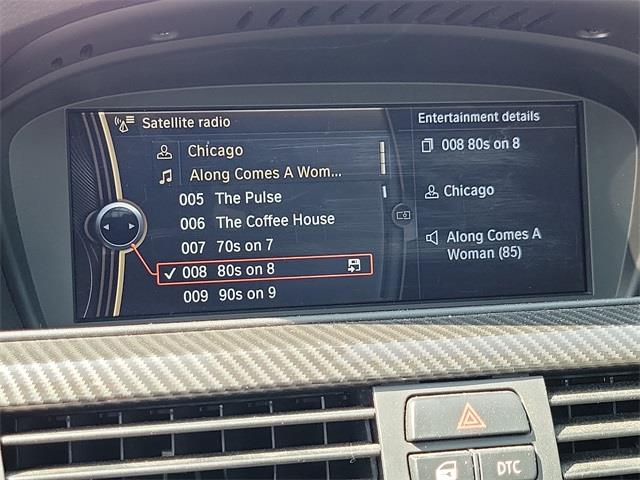 Satellite radio
Chicago
Along Comes A Wom...
005 The Pulse
006 The Coffee House
007 70s on 7
008 80s on 8
009 90s on 9
Entertainment details
008 80s on 8
Chicago
Along Comes A
Woman (85)
DTC